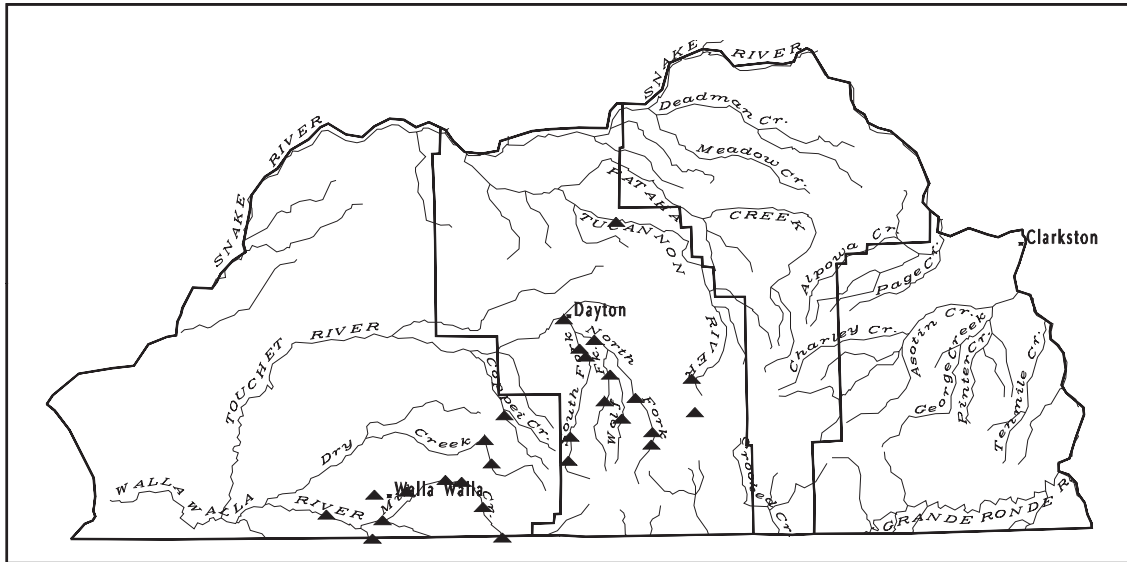 SNAKE RIVER
SNAKE RIVER
Deadman Cr.
Meadow Cr.
PATAHA CREEK
TUCANNON RIVER
Alpowa Cr.
Page Cr.
Clarkston
Dayton
TOUCHET RIVER
Coppei Cr.
South Fork
North Fork
Wolf Fk.
Charley Cr.
Asotin Cr.
George Creek
Pinter Cr.
Tenmile Cr.
Dry Creek
Walla Walla
WALLA WALLA RIVER
Cr.
Crooked Cr.
GRANDE RONDE R